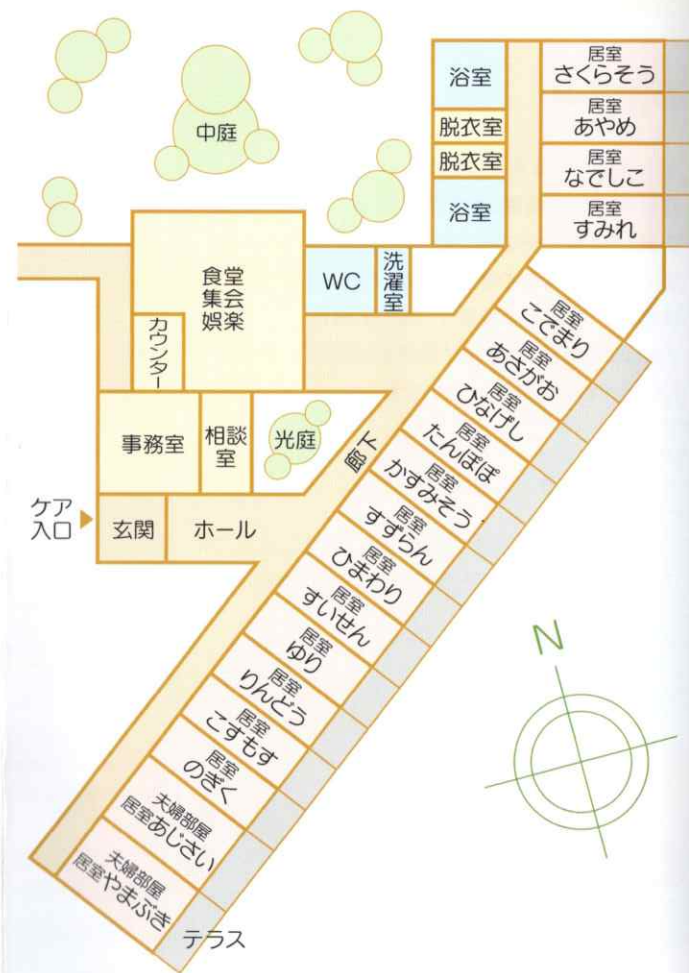 中庭
浴室
脱衣室
脱衣室
浴室
居室
さくらそう
居室
あやめ
居室
なでしこ
居室
すみれ
食堂
集会
娯楽
カウンター
WC
洗濯室
事務室
相談
室
光庭
廊下
ケア
入口
玄関
ホール
居室
こでまり
居室
あさがお
居室
ひなげし
居室
たんぽぽ
居室
かすみそう
居室
すずらん
居室
ひまわり
居室
すいせん
居室
ゆり
居室
りんどう
居室
こすもす
居室
のぎく
夫婦部屋
居室あじさい
夫婦部屋
居室やまぶき
テラス
N